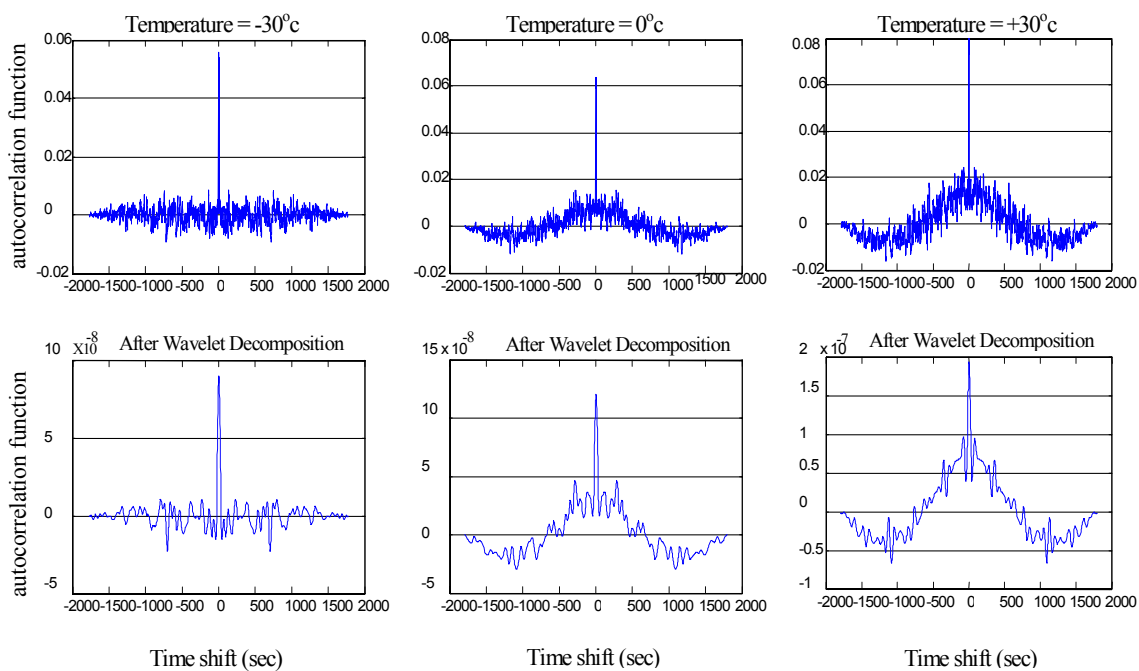 Temperature = -30°c
Temperature = 0°c
Temperature = +30°c
autocorrelation function
0.06
0.04
0.02
0
-0.02
-2000-1500-1000 -500 0 500 1000 1500 2000
0.08
0.06
0.04
0.02
0
-0.02
-2000-1500-1000 -500 0 500 1000 1500 2000
0.08
0.06
0.04
0.02
0
-0.02
-2000-1500-1000 -500 0 500 1000 1500 2000
autocorrelation function
10 X10-8 After Wavelet Decomposition
5
0
-5
-2000-1500-1000 -500 0 500 1000 1500 2000
Time shift (sec)
15 x 10-8 After Wavelet Decomposition
10
5
0
-5
-2000-1500-1000 -500 0 500 1000 1500 2000
Time shift (sec)
2 x 10-7 After Wavelet Decomposition
1.5
1
0.5
0
-0.5
-1
-2000-1500-1000 -500 0 500 1000 1500 2000
Time shift (sec)